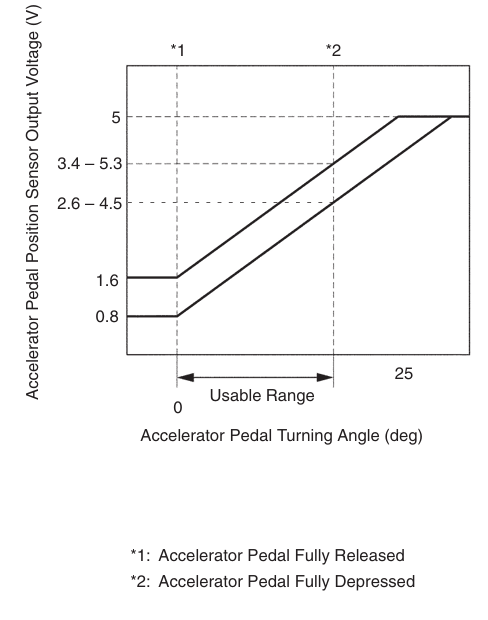 Accelerator Pedal Position Sensor Output Voltage (V)
*1
*2
5
3.4 – 5.3
2.6 – 4.5
1.6
0.8
25
Usable Range
0
Accelerator Pedal Turning Angle (deg)
*1: Accelerator Pedal Fully Released
*2: Accelerator Pedal Fully Depressed